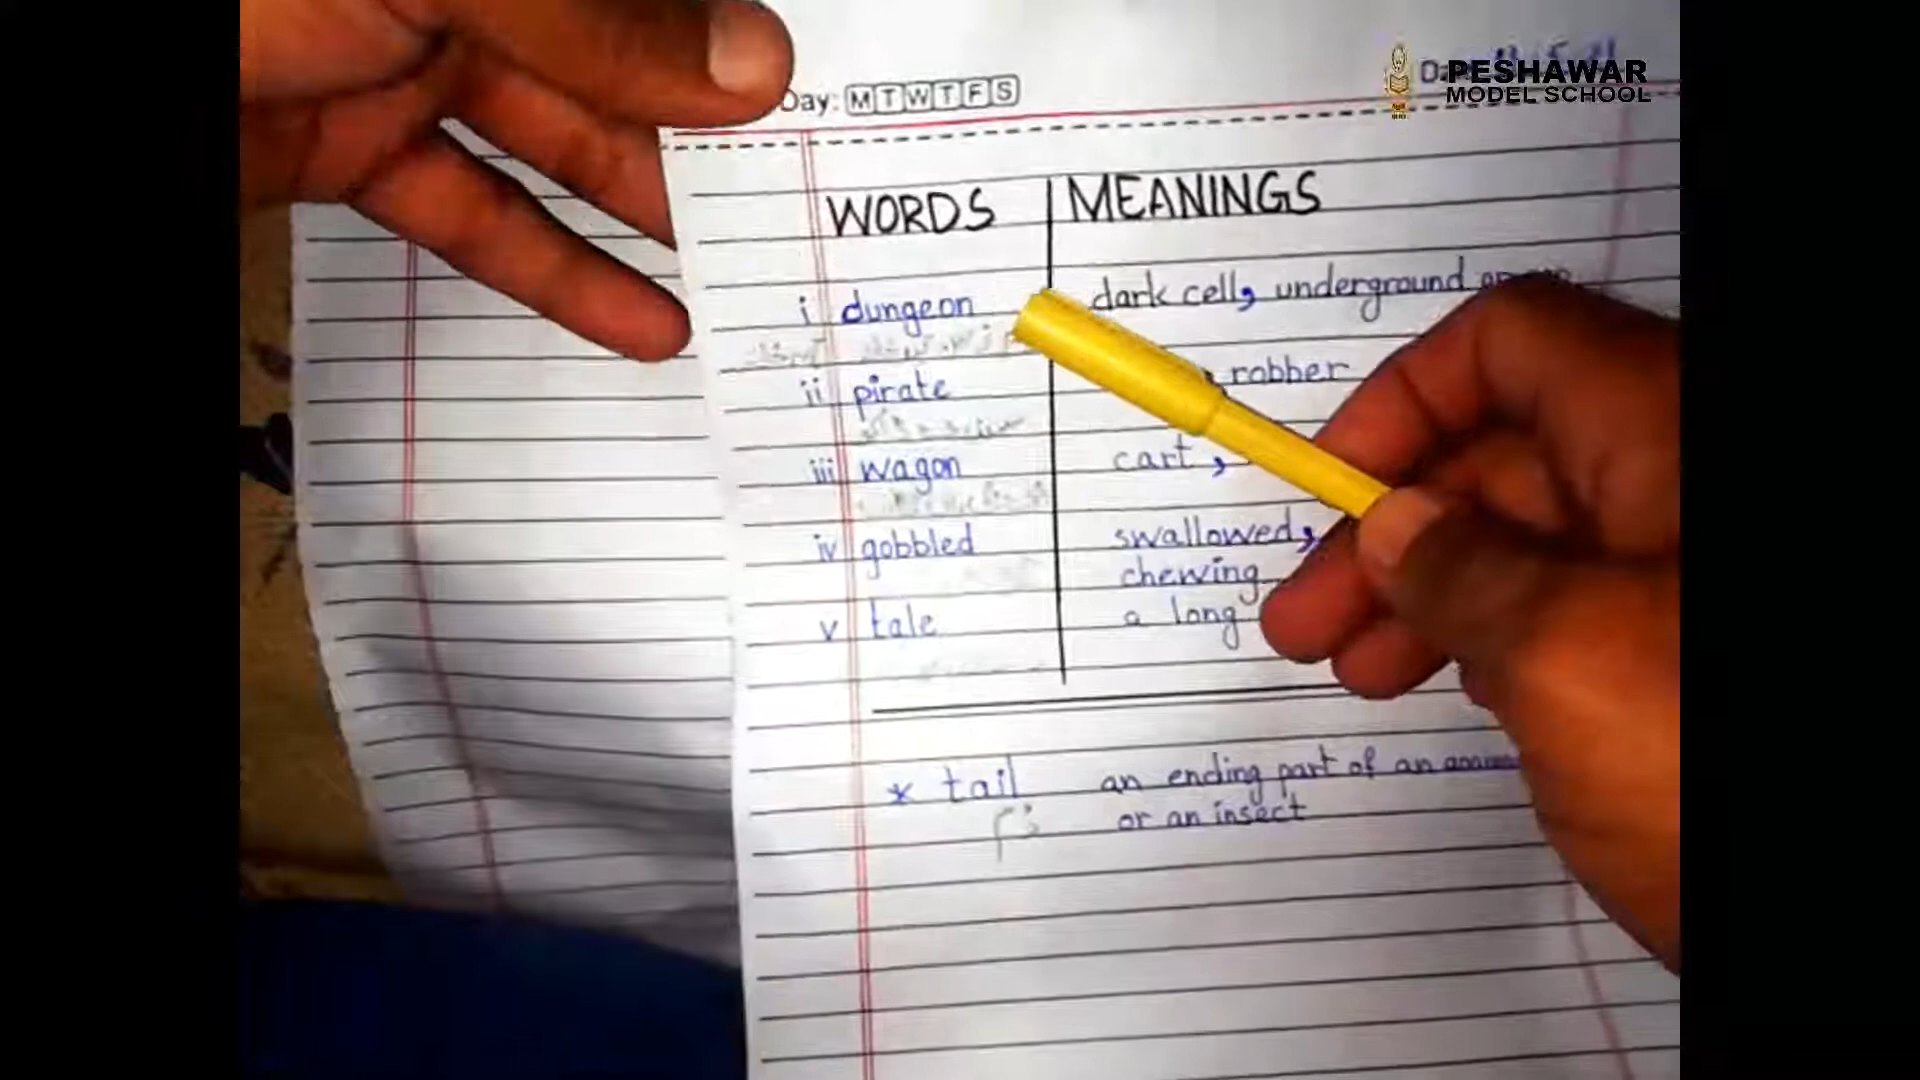 Day: M T W T F S
PESHAWAR
MODEL SCHOOL
WORDS MEANINGS
i dungeon dark cell, underground
ii pirate , robber
iii wagon cart ,
iv gobbled swallowed,
chewing
v tale a long
* tail an ending part of an
or an insect